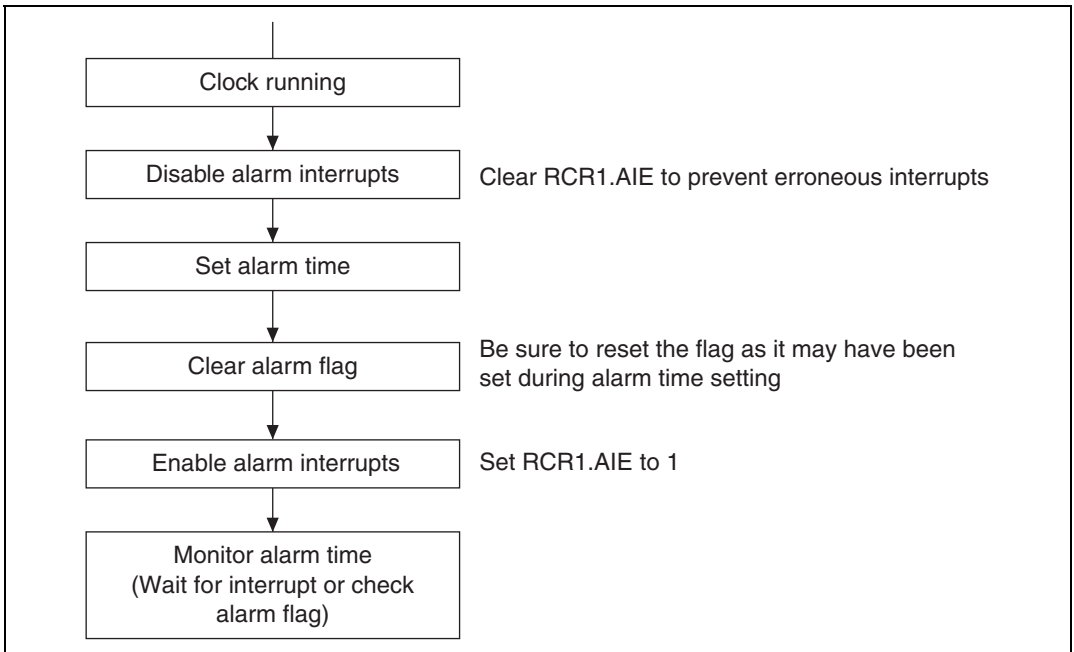 Clock running
Disable alarm interrupts
Clear RCR1.AIE to prevent erroneous interrupts
Set alarm time
Clear alarm flag
Be sure to reset the flag as it may have been
set during alarm time setting
Enable alarm interrupts
Set RCR1.AIE to 1
Monitor alarm time
(Wait for interrupt or check
alarm flag)